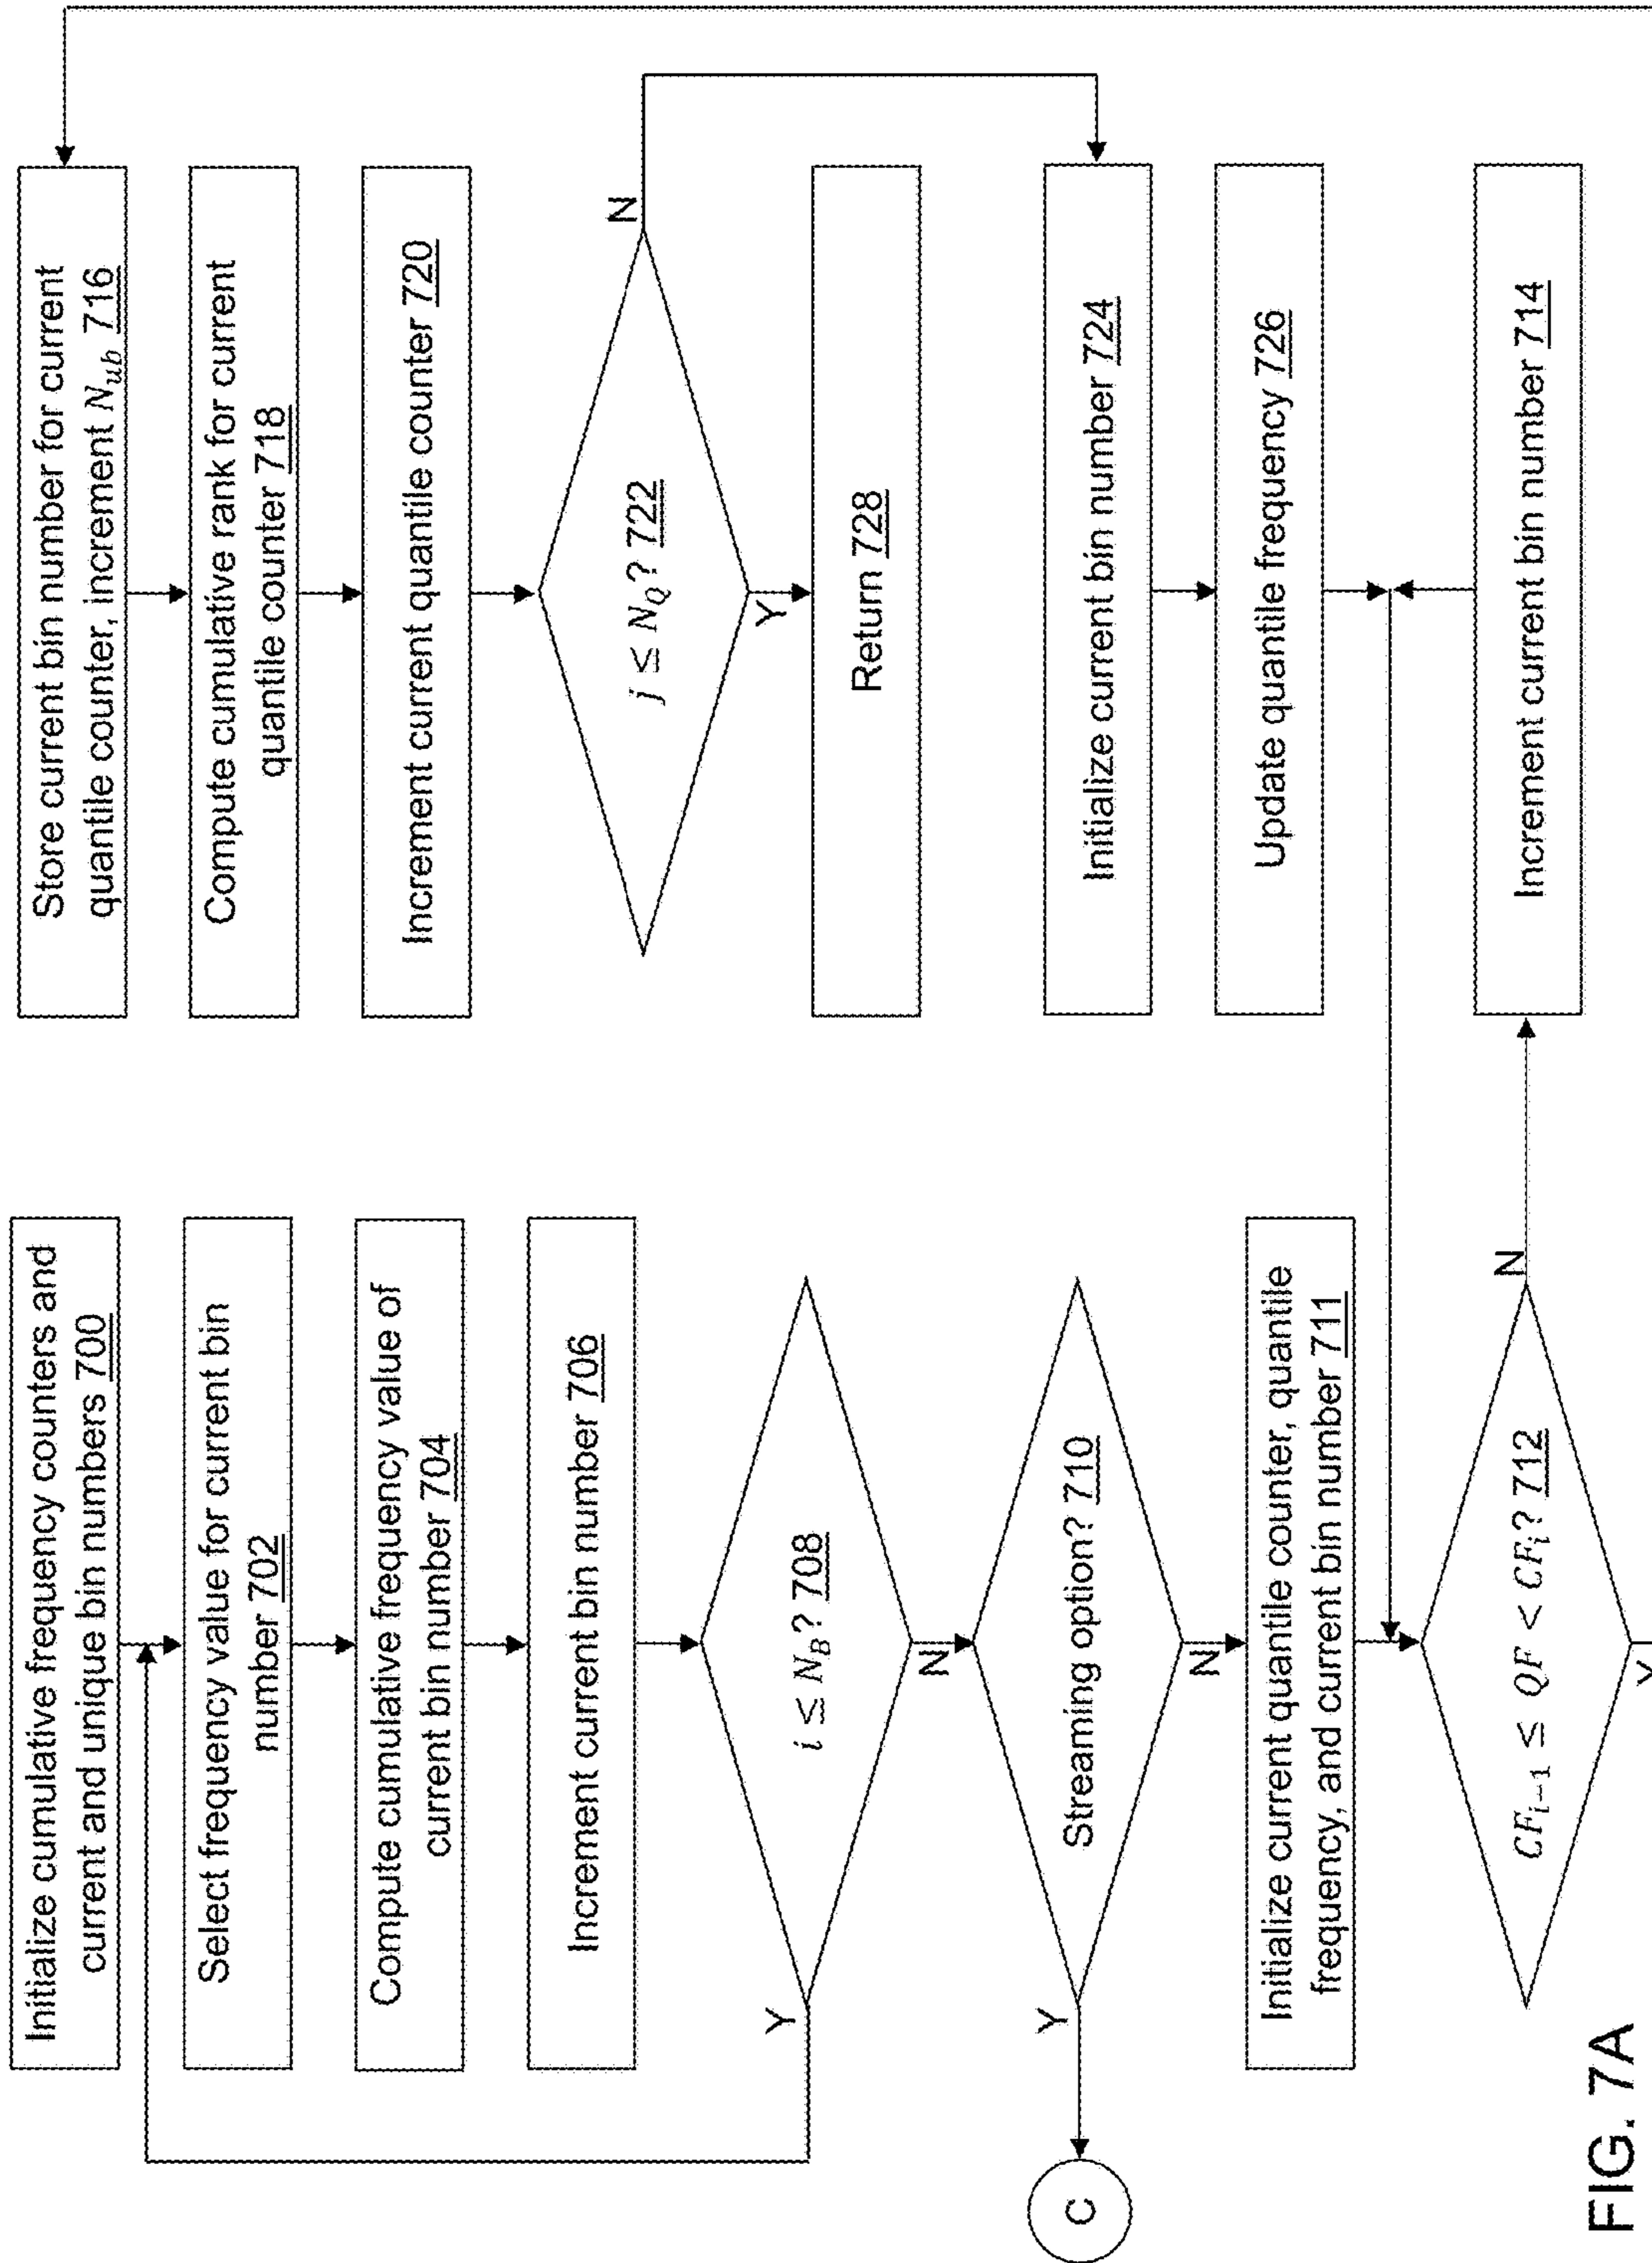 Initialize cumulative frequency counters and
current and unique bin numbers 700
Select frequency value for current bin
number 702
Compute cumulative frequency value of
current bin number 704
Increment current bin number 706
i ≤ N_B? 708
Y
N
Streaming option? 710
Y
N
C
Initialize current quantile counter, quantile
frequency, and current bin number 711
CF_{i−1} ≤ QF < CF_i? 712
N
Y
Store current bin number for current
quantile counter, increment N_{ub} 716
Compute cumulative rank for current
quantile counter 718
Increment current quantile counter 720
j ≤ N_Q? 722
N
Y
Return 728
Initialize current bin number 724
Update quantile frequency 726
Increment current bin number 714
FIG. 7A